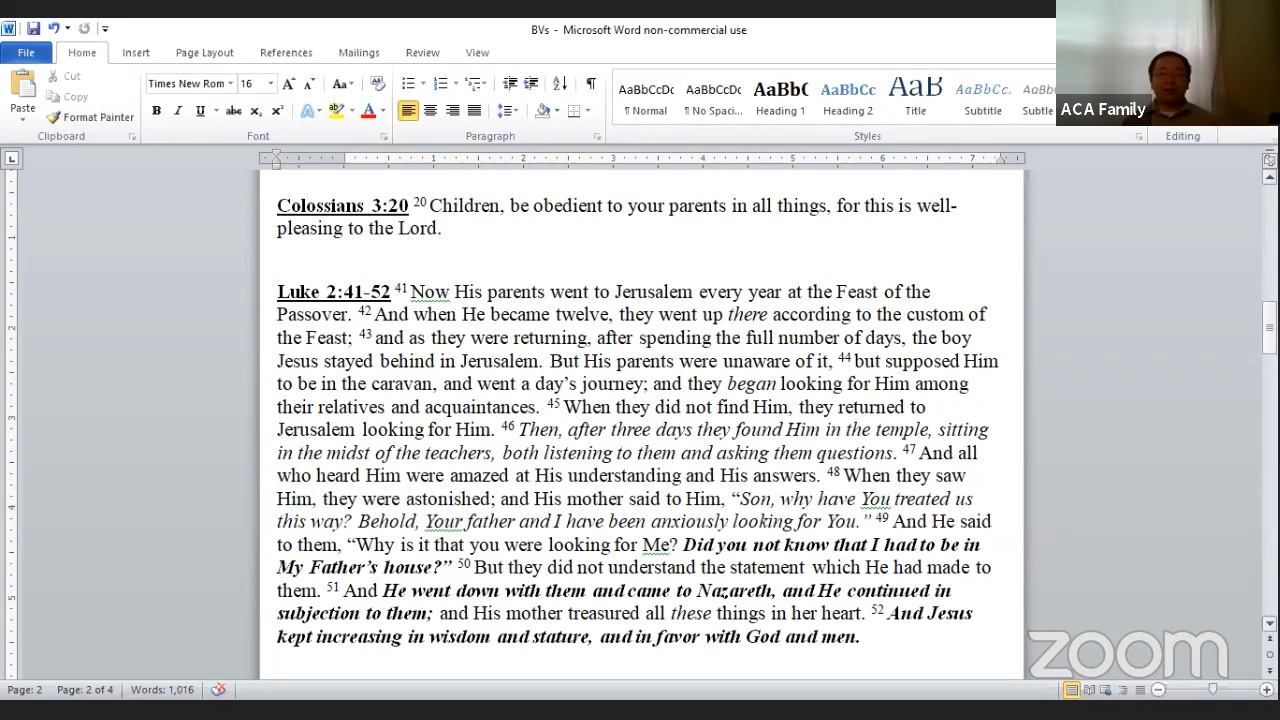 BVs - Microsoft Word non-commercial use
File Home Insert Page Layout References Mailings Review View
Cut
Copy
Format Painter
Paste
Times New Rom 16
B I U abc x₂ x² A
AaBbCcDc AaBbCcDc AaBbC AaBbCc AaB AaBbCc.
¶ Normal ¶ No Spaci... Heading 1 Heading 2 Title Subtitle Subtle
Clipboard Font Paragraph Styles Editing
ACA Family
1 2 3 4 5 6 7
Colossians 3:20 ²⁰ Children, be obedient to your parents in all things, for this is well-
pleasing to the Lord.
Luke 2:41-52 ⁴¹ Now His parents went to Jerusalem every year at the Feast of the
Passover. ⁴² And when He became twelve, they went up there according to the custom of
the Feast; ⁴³ and as they were returning, after spending the full number of days, the boy
Jesus stayed behind in Jerusalem. But His parents were unaware of it, ⁴⁴ but supposed Him
to be in the caravan, and went a day’s journey; and they began looking for Him among
their relatives and acquaintances. ⁴⁵ When they did not find Him, they returned to
Jerusalem looking for Him. ⁴⁶ Then, after three days they found Him in the temple, sitting
in the midst of the teachers, both listening to them and asking them questions. ⁴⁷ And all
who heard Him were amazed at His understanding and His answers. ⁴⁸ When they saw
Him, they were astonished; and His mother said to Him, “Son, why have You treated us
this way? Behold, Your father and I have been anxiously looking for You.” ⁴⁹ And He said
to them, “Why is it that you were looking for Me? Did you not know that I had to be in
My Father’s house?” ⁵⁰ But they did not understand the statement which He had made to
them. ⁵¹ And He went down with them and came to Nazareth, and He continued in
subjection to them; and His mother treasured all these things in her heart. ⁵² And Jesus
kept increasing in wisdom and stature, and in favor with God and men.
zoom
Page: 2 Page: 2 of 4 Words: 1,016